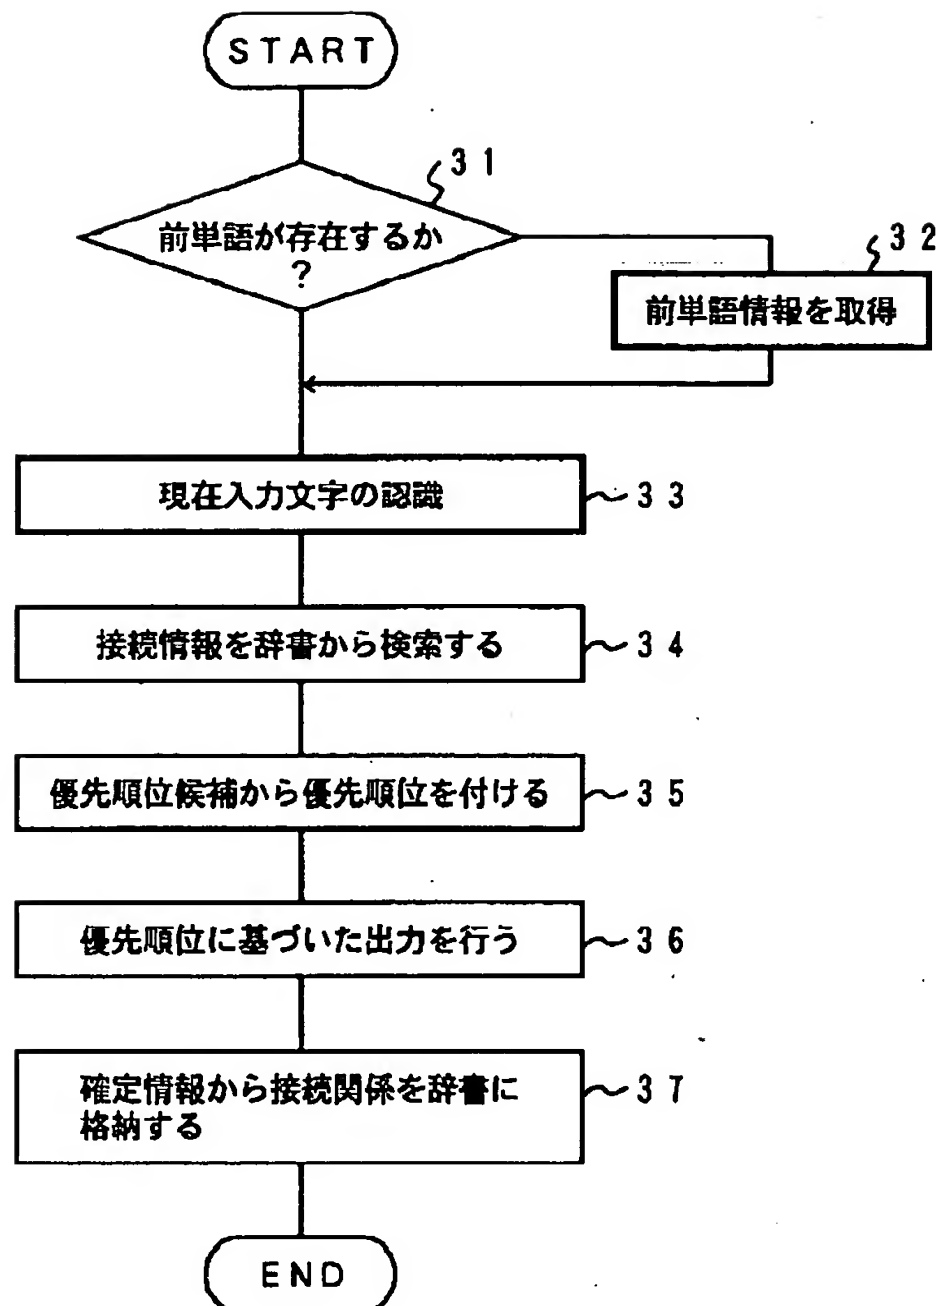 START
31
前単語が存在するか
?
32
前単語情報を取得
現在入力文字の認識
33
接続情報を辞書から検索する
34
優先順位候補から優先順位を付ける
35
優先順位に基づいた出力を行う
36
確定情報から接続関係を辞書に
格納する
37
END